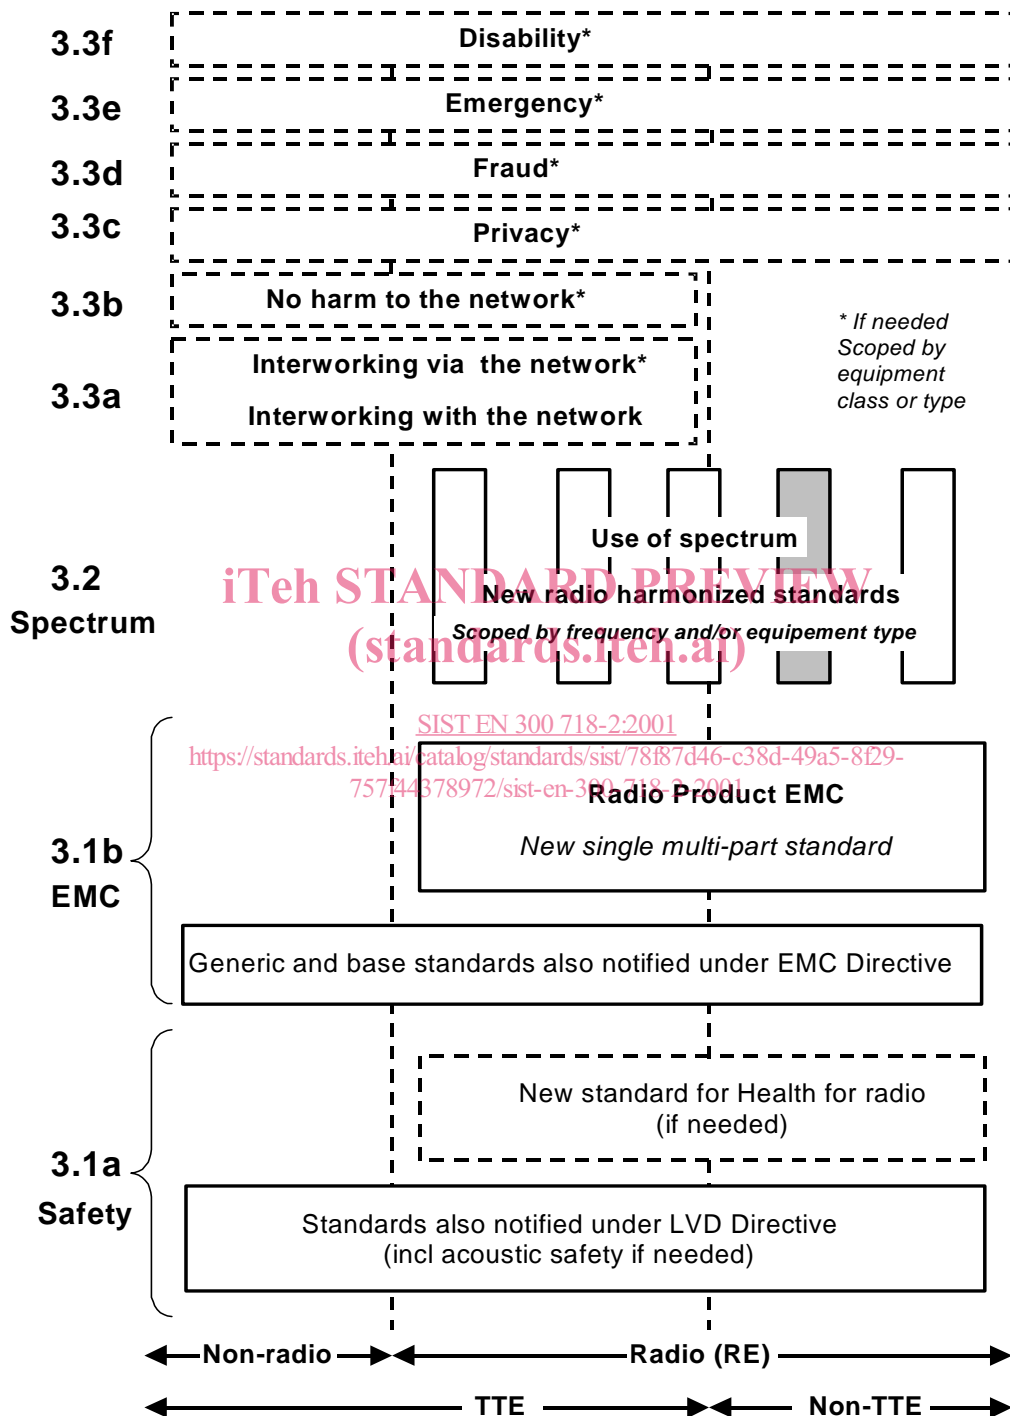 3.3f
Disability*
3.3e
Emergency*
3.3d
Fraud*
3.3c
Privacy*
3.3b
No harm to the network*
* If needed
Scoped by
equipment
class or type
3.3a
Interworking via the network*
Interworking with the network
Use of spectrum
3.2
Spectrum
iTeh STANDARD PREVIEW
New radio harmonized standards
(standards.iteh.ai)
Scoped by frequency and/or equipement type
SIST EN 300 718-2:2001
https://standards.iteh.ai/catalog/standards/sist/78f87d46-c38d-49a5-8f29-
757f44378972/sist-en-300-718-2-2001
Radio Product EMC
New single multi-part standard
3.1b
EMC
Generic and base standards also notified under EMC Directive
New standard for Health for radio
(if needed)
3.1a
Safety
Standards also notified under LVD Directive
(incl acoustic safety if needed)
Non-radio
Radio (RE)
TTE
Non-TTE